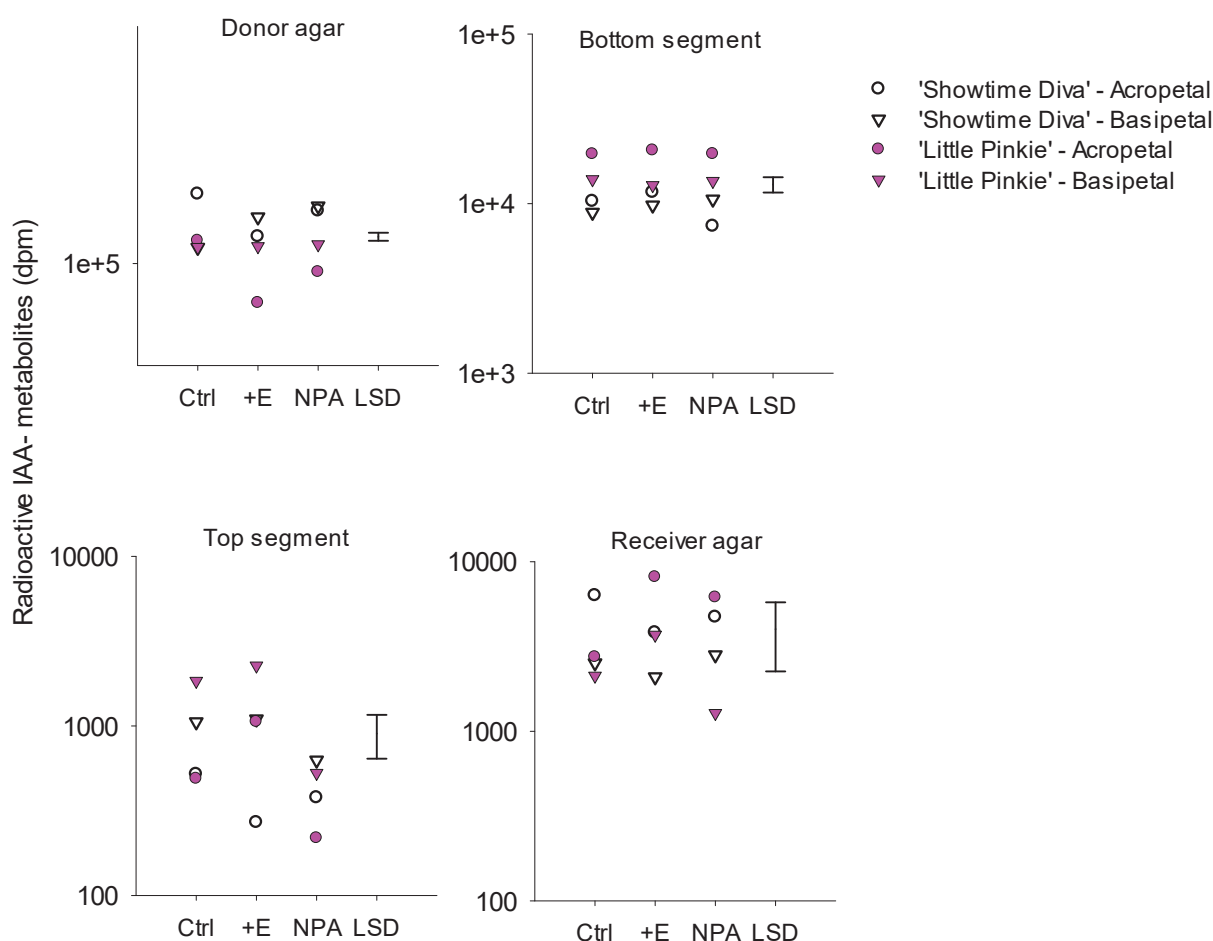 Radioactive IAA- metabolites (dpm)
Donor agar
1e+5
Ctrl +E NPA LSD
Bottom segment
1e+5
1e+4
1e+3
Ctrl +E NPA LSD
'Showtime Diva' - Acropetal
'Showtime Diva' - Basipetal
'Little Pinkie' - Acropetal
'Little Pinkie' - Basipetal
Top segment
10000
1000
100
Ctrl +E NPA LSD
Receiver agar
10000
1000
100
Ctrl +E NPA LSD